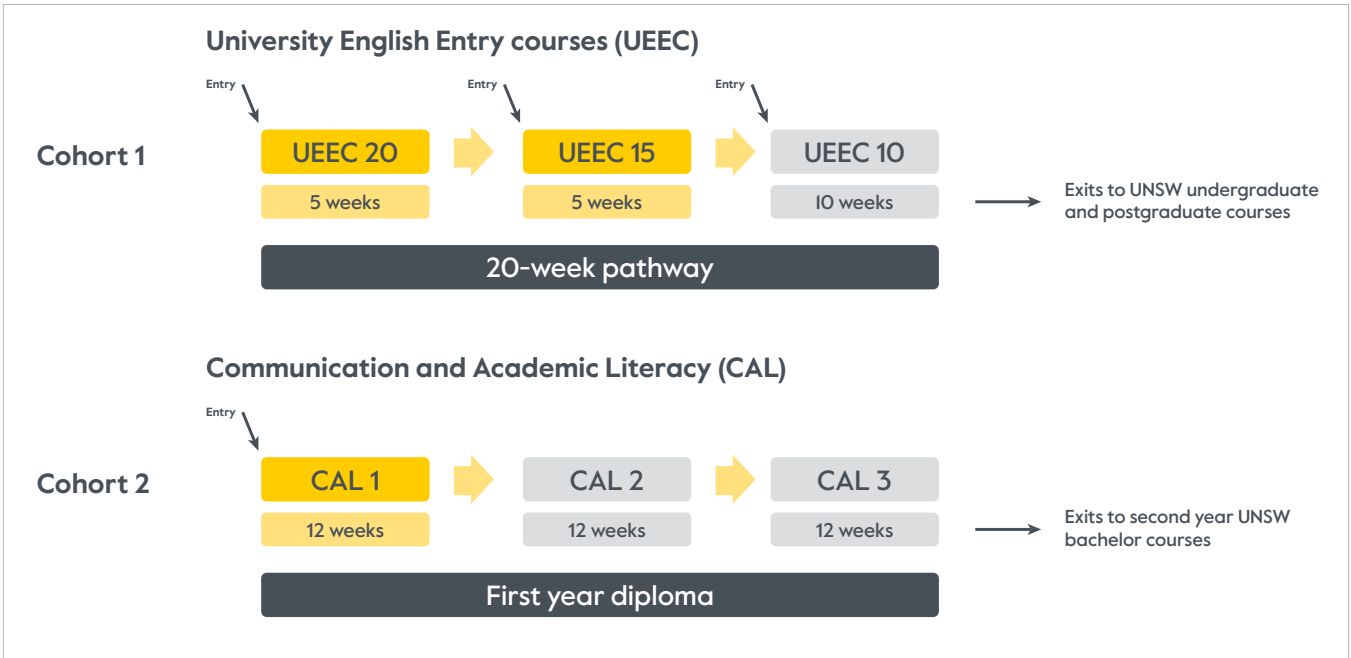 University English Entry courses (UEEC)
Entry
Entry
Entry
Cohort 1
UEEC 20
UEEC 15
UEEC 10
5 weeks
5 weeks
10 weeks
Exits to UNSW undergraduate
and postgraduate courses
20-week pathway
Communication and Academic Literacy (CAL)
Entry
Cohort 2
CAL 1
CAL 2
CAL 3
12 weeks
12 weeks
12 weeks
Exits to second year UNSW
bachelor courses
First year diploma